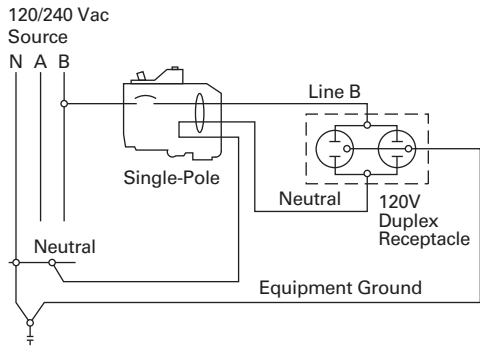 120/240 Vac
Source
N A B
Line B
Single-Pole
Neutral
120V
Duplex
Receptacle
Neutral
Equipment Ground